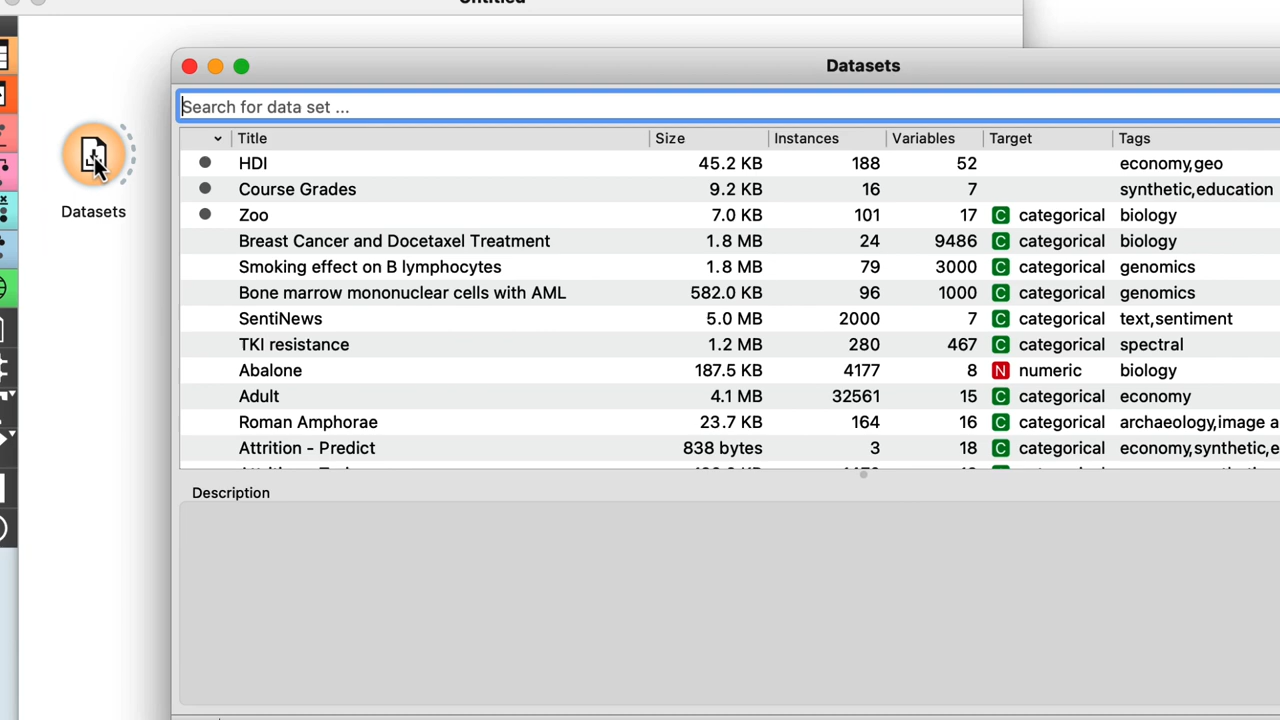 Untitled
Datasets
Search for data set ...
Title Size Instances Variables Target Tags
HDI 45.2 KB 188 52 economy,geo
Course Grades 9.2 KB 16 7 synthetic,education
Zoo 7.0 KB 101 17 C categorical biology
Datasets
Breast Cancer and Docetaxel Treatment 1.8 MB 24 9486 C categorical biology
Smoking effect on B lymphocytes 1.8 MB 79 3000 C categorical genomics
Bone marrow mononuclear cells with AML 582.0 KB 96 1000 C categorical genomics
SentiNews 5.0 MB 2000 7 C categorical text,sentiment
TKI resistance 1.2 MB 280 467 C categorical spectral
Abalone 187.5 KB 4177 8 N numeric biology
Adult 4.1 MB 32561 15 C categorical economy
Roman Amphorae 23.7 KB 164 16 C categorical archaeology,image a
Attrition - Predict 838 bytes 3 18 C categorical economy,synthetic,e
Description